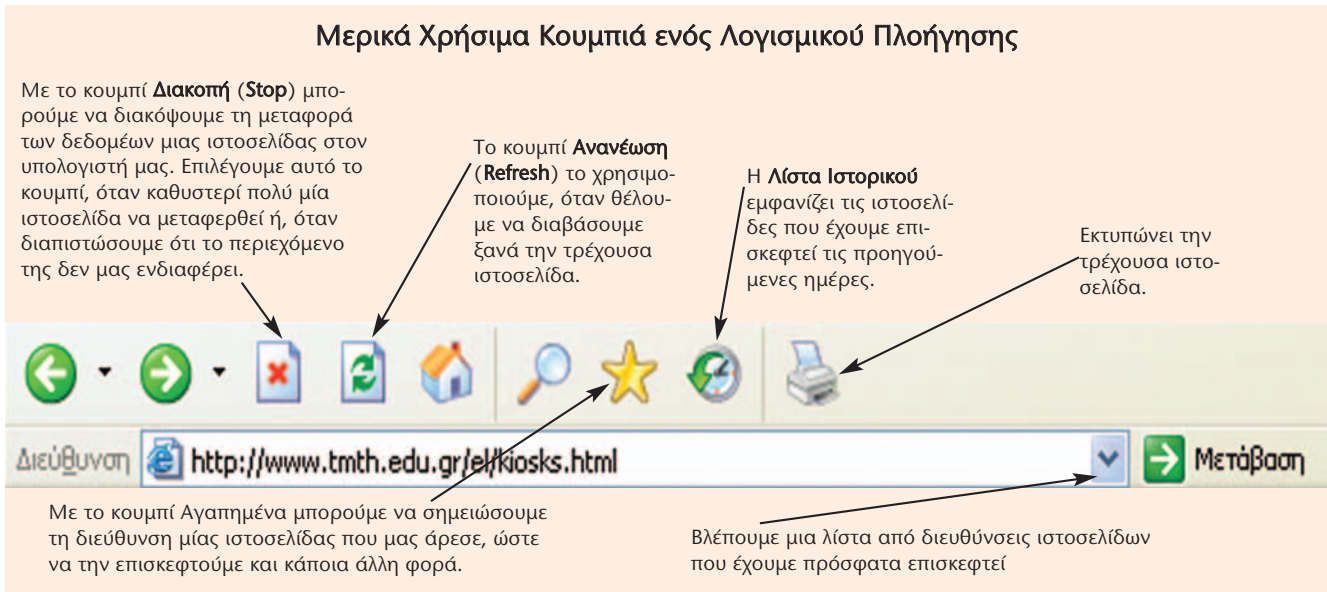 Μερικά Χρήσιμα Κουμπιά ενός Λογισμικού Πλοήγησης
Με το κουμπί Διακοπή (Stop) μπο-
ρούμε να διακόψουμε τη μεταφορά
των δεδομένων μιας ιστοσελίδας στον
υπολογιστή μας. Επιλέγουμε αυτό το
κουμπί, όταν καθυστερί πολύ μία
ιστοσελίδα να μεταφερθεί ή, όταν
διαπιστώσουμε ότι το περιεχόμενο
της δεν μας ενδιαφέρει.
Το κουμπί Ανανέωση
(Refresh) το χρησιμο-
ποιούμε, όταν θέλου-
με να διαβάσουμε
ξανά την τρέχουσα
ιστοσελίδα.
Η Λίστα Ιστορικού
εμφανίζει τις ιστοσελί-
δες που έχουμε επι-
σκεφτεί τις προηγού-
μενες ημέρες.
Εκτυπώνει την
τρέχουσα ιστο-
σελίδα.
Διεύθυνση http://www.tmth.edu.gr/el/kiosks.html Μετάβαση
Με το κουμπί Αγαπημένα μπορούμε να σημειώσουμε
τη διεύθυνση μίας ιστοσελίδας που μας άρεσε, ώστε
να την επισκεφτούμε και κάποια άλλη φορά.
Βλέπουμε μια λίστα από διευθύνσεις ιστοσελίδων
που έχουμε πρόσφατα επισκεφτεί